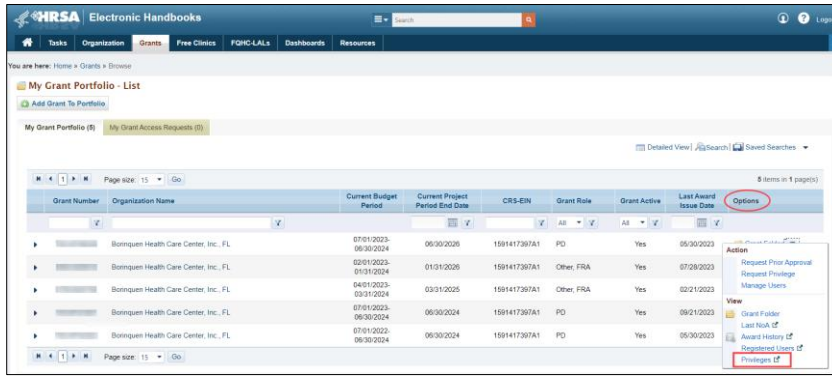 HRSA Electronic Handbooks Search Logo
Tasks Organization Grants Free Clinics FQHC-LALs Dashboards Resources
You are here: Home » Grants » Browse
My Grant Portfolio - List
Add Grant To Portfolio
My Grant Portfolio (5) My Grant Access Requests (0)
Detailed View | Search | Saved Searches
1 Page size: 15 Go 5 items in 1 page(s)
Grant Number Organization Name Current Budget Period Current Project Period End Date CRS-EIN Grant Role Grant Active Last Award Issue Date Options
All All
Borinquen Health Care Center, Inc., FL 07/01/2023-06/30/2024 06/30/2026 1591417397A1 PD Yes 05/30/2023 Grant Folder
Borinquen Health Care Center, Inc., FL 02/01/2023-01/31/2024 01/31/2026 1591417397A1 Other, FRA Yes 07/28/2023
Borinquen Health Care Center, Inc., FL 04/01/2023-03/31/2024 03/31/2025 1591417397A1 Other, FRA Yes 02/21/2023
Borinquen Health Care Center, Inc., FL 07/01/2023-06/30/2024 06/30/2024 1591417397A1 PD Yes 09/21/2023
Borinquen Health Care Center, Inc., FL 07/01/2022-06/30/2024 06/30/2024 1591417397A1 PD Yes 05/30/2023
1 Page size: 15 Go
Action
Request Prior Approval
Request Privilege
Manage Users
View
Grant Folder
Last NoA
Award History
Registered Users
Privileges